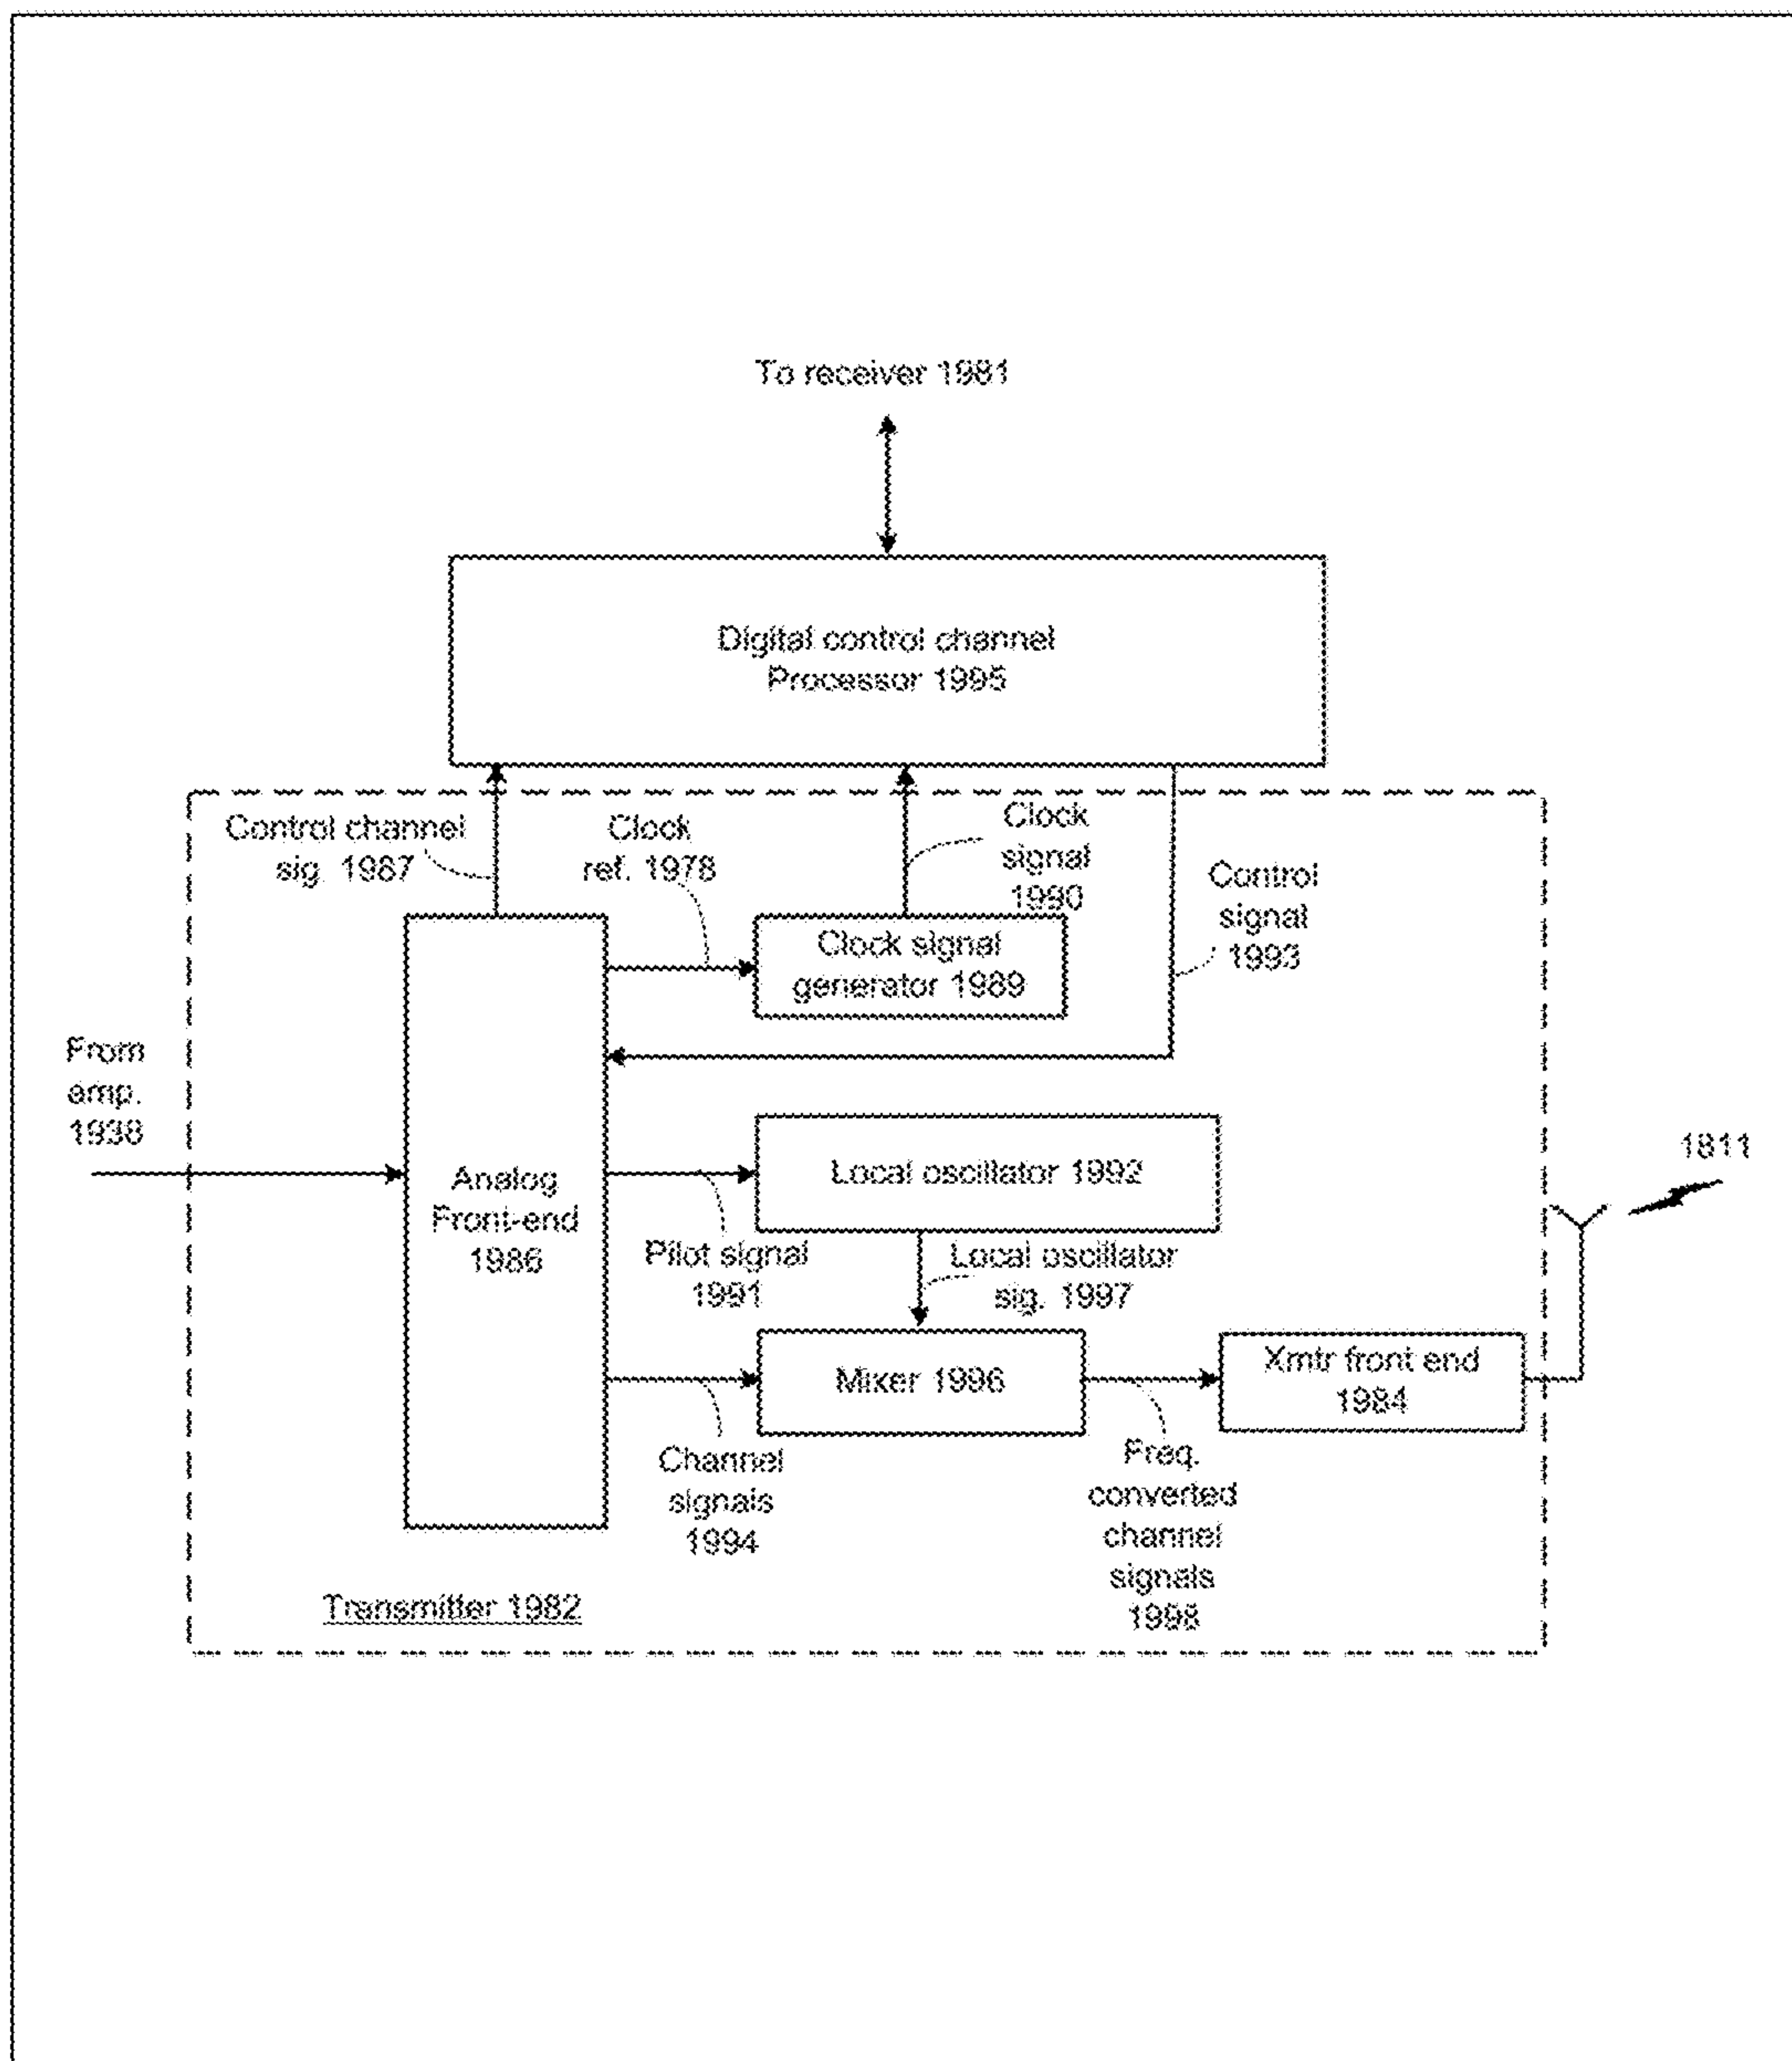 To receiver 1981
Digital control channel
Processor 1995
Control channel
sig. 1987
Clock
ref. 1978
Clock
signal
1990
Control
signal
1993
Clock signal
generator 1989
From
amp.
1938
Analog
Front-end
1986
Local oscillator 1992
1811
Pilot signal
1991
Local oscillator
sig. 1997
Mixer 1996
Xmtr front end
1984
Channel
signals
1994
Freq.
converted
channel
signals
1998
Transmitter 1982